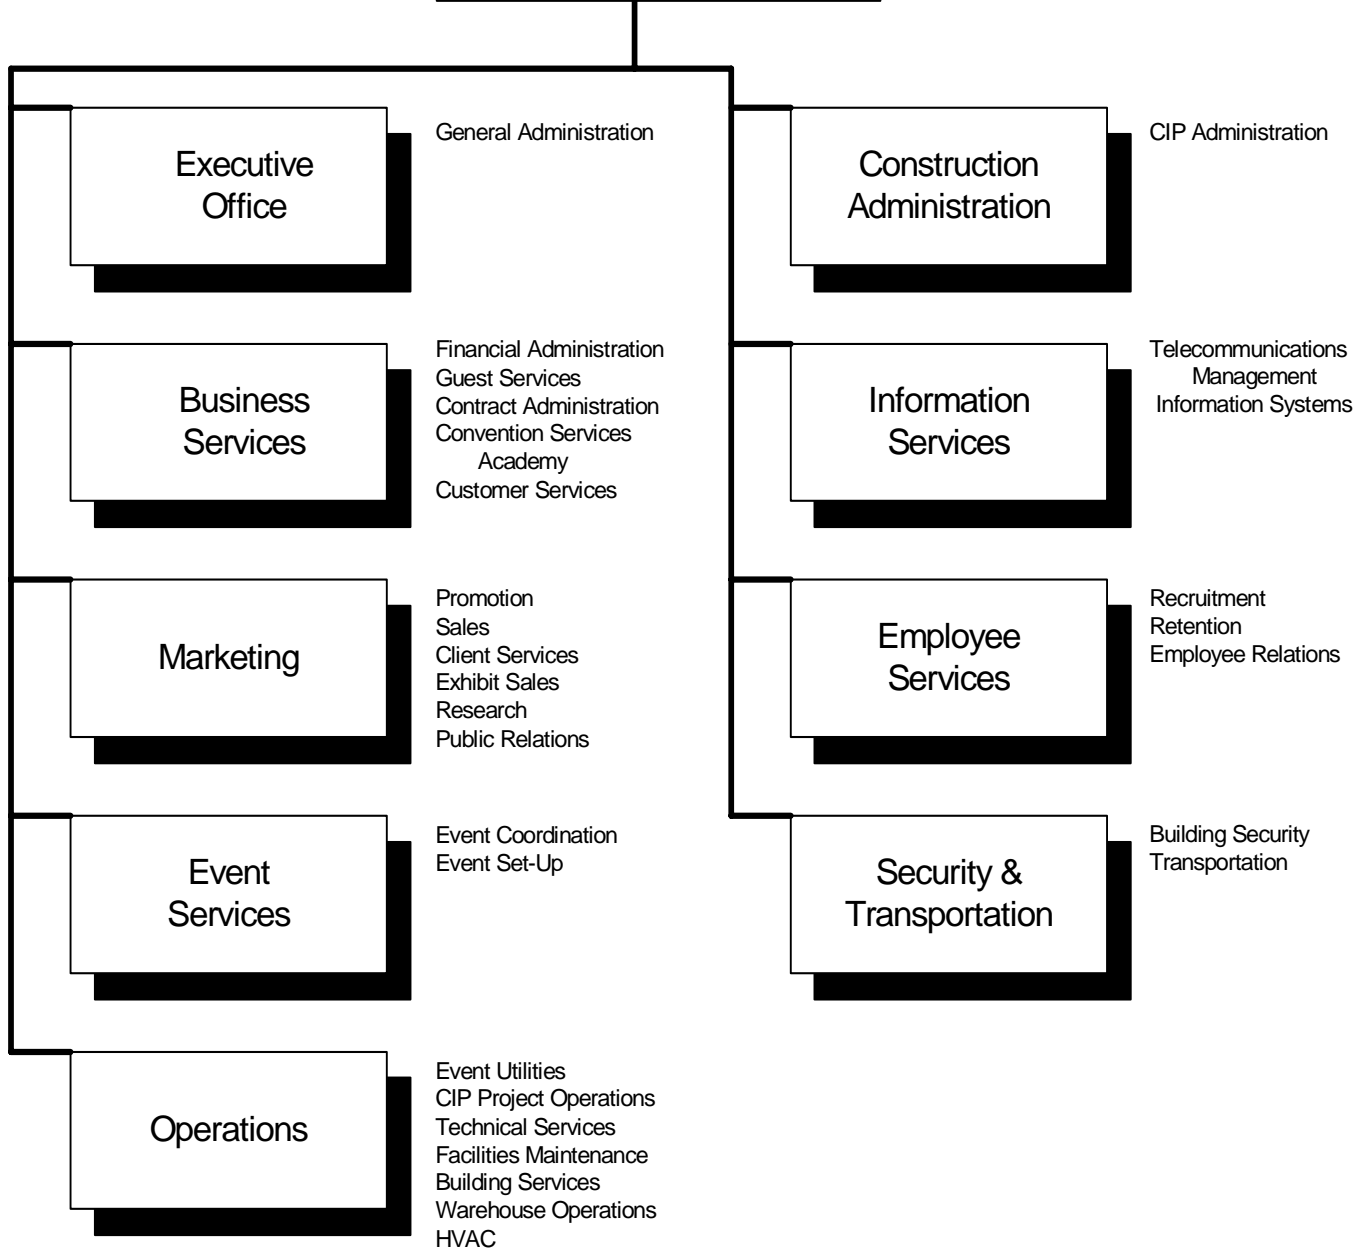 Executive
Office
General Administration
Business
Services
Financial Administration
Guest Services
Contract Administration
Convention Services
Academy
Customer Services
Marketing
Promotion
Sales
Client Services
Exhibit Sales
Research
Public Relations
Event
Services
Event Coordination
Event Set-Up
Operations
Event Utilities
CIP Project Operations
Technical Services
Facilities Maintenance
Building Services
Warehouse Operations
HVAC
Construction
Administration
CIP Administration
Information
Services
Telecommunications
Management
Information Systems
Employee
Services
Recruitment
Retention
Employee Relations
Security &
Transportation
Building Security
Transportation